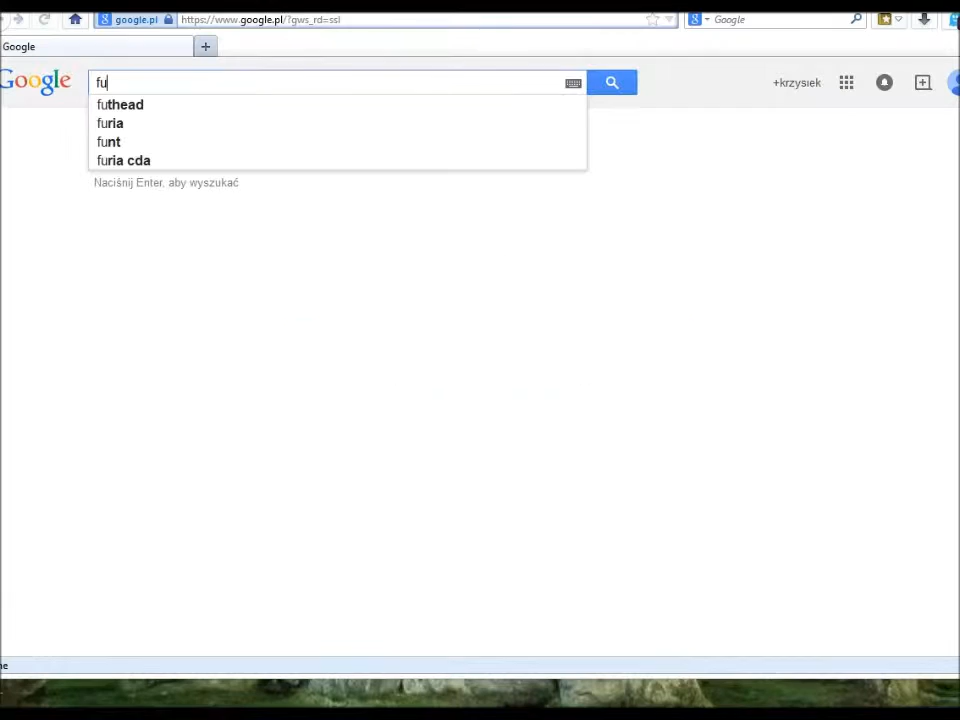 google.pl https://www.google.pl/?gws_rd=ssl Google
Google
Google fu +krzysiek
futhead
furia
funt
furia cda
Naciśnij Enter, aby wyszukać